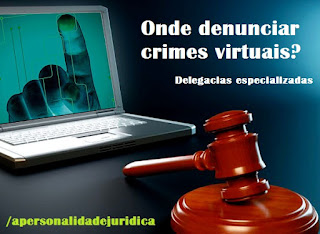 Onde denunciar
crimes virtuais?
Delegacias especializadas
/apersonalidadejuridica